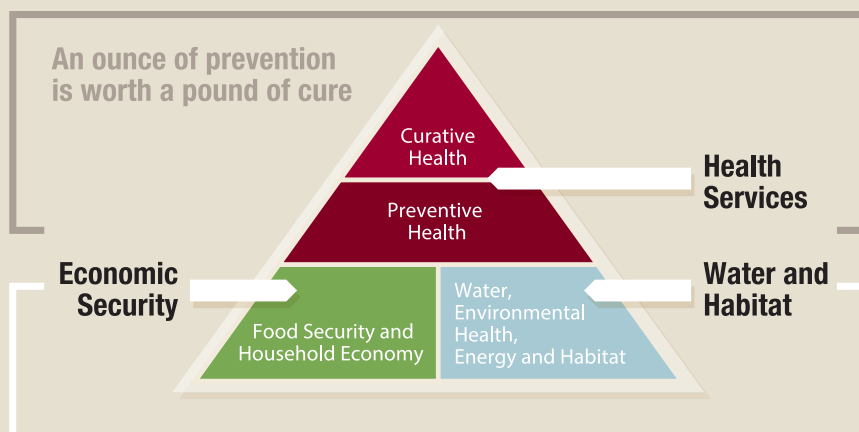 An ounce of prevention
is worth a pound of cure
Curative
Health
Health
Services
Preventive
Health
Economic
Security
Food Security and
Household Economy
Water,
Environmental
Health,
Energy and Habitat
Water and
Habitat